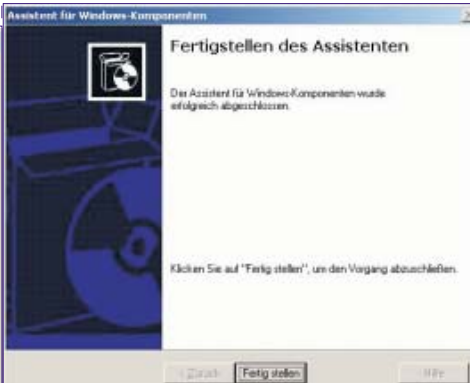 Assistent für Windows-Komponenten
Fertigstellen des Assistenten
Der Assistent für Windows-Komponenten wurde
erfolgreich abgeschlossen.
Klicken Sie auf "Fertig stellen", um den Vorgang abzuschließen.
< Zurück Fertig stellen Hilfe